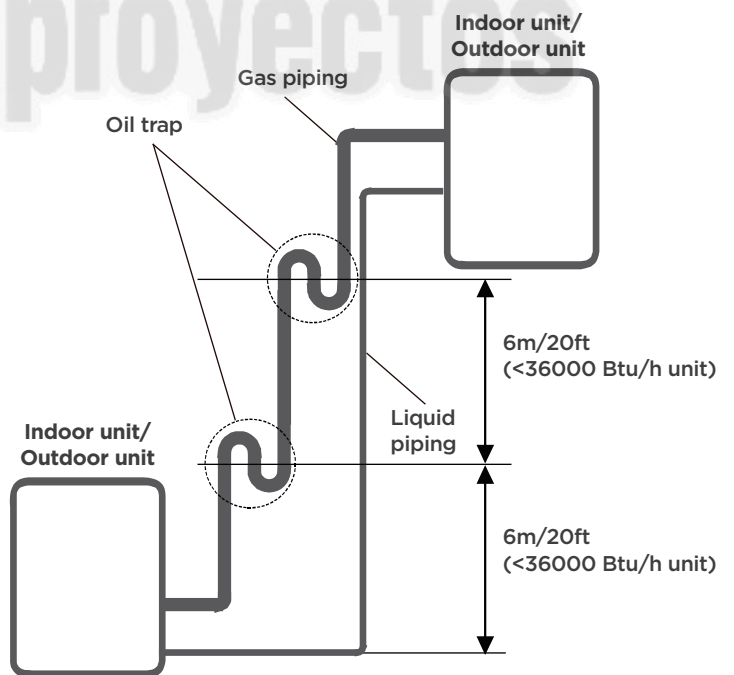 proyectos
Indoor unit/
Outdoor unit
Gas piping
Oil trap
6m/20ft
(<36000 Btu/h unit)
Liquid
piping
Indoor unit/
Outdoor unit
6m/20ft
(<36000 Btu/h unit)